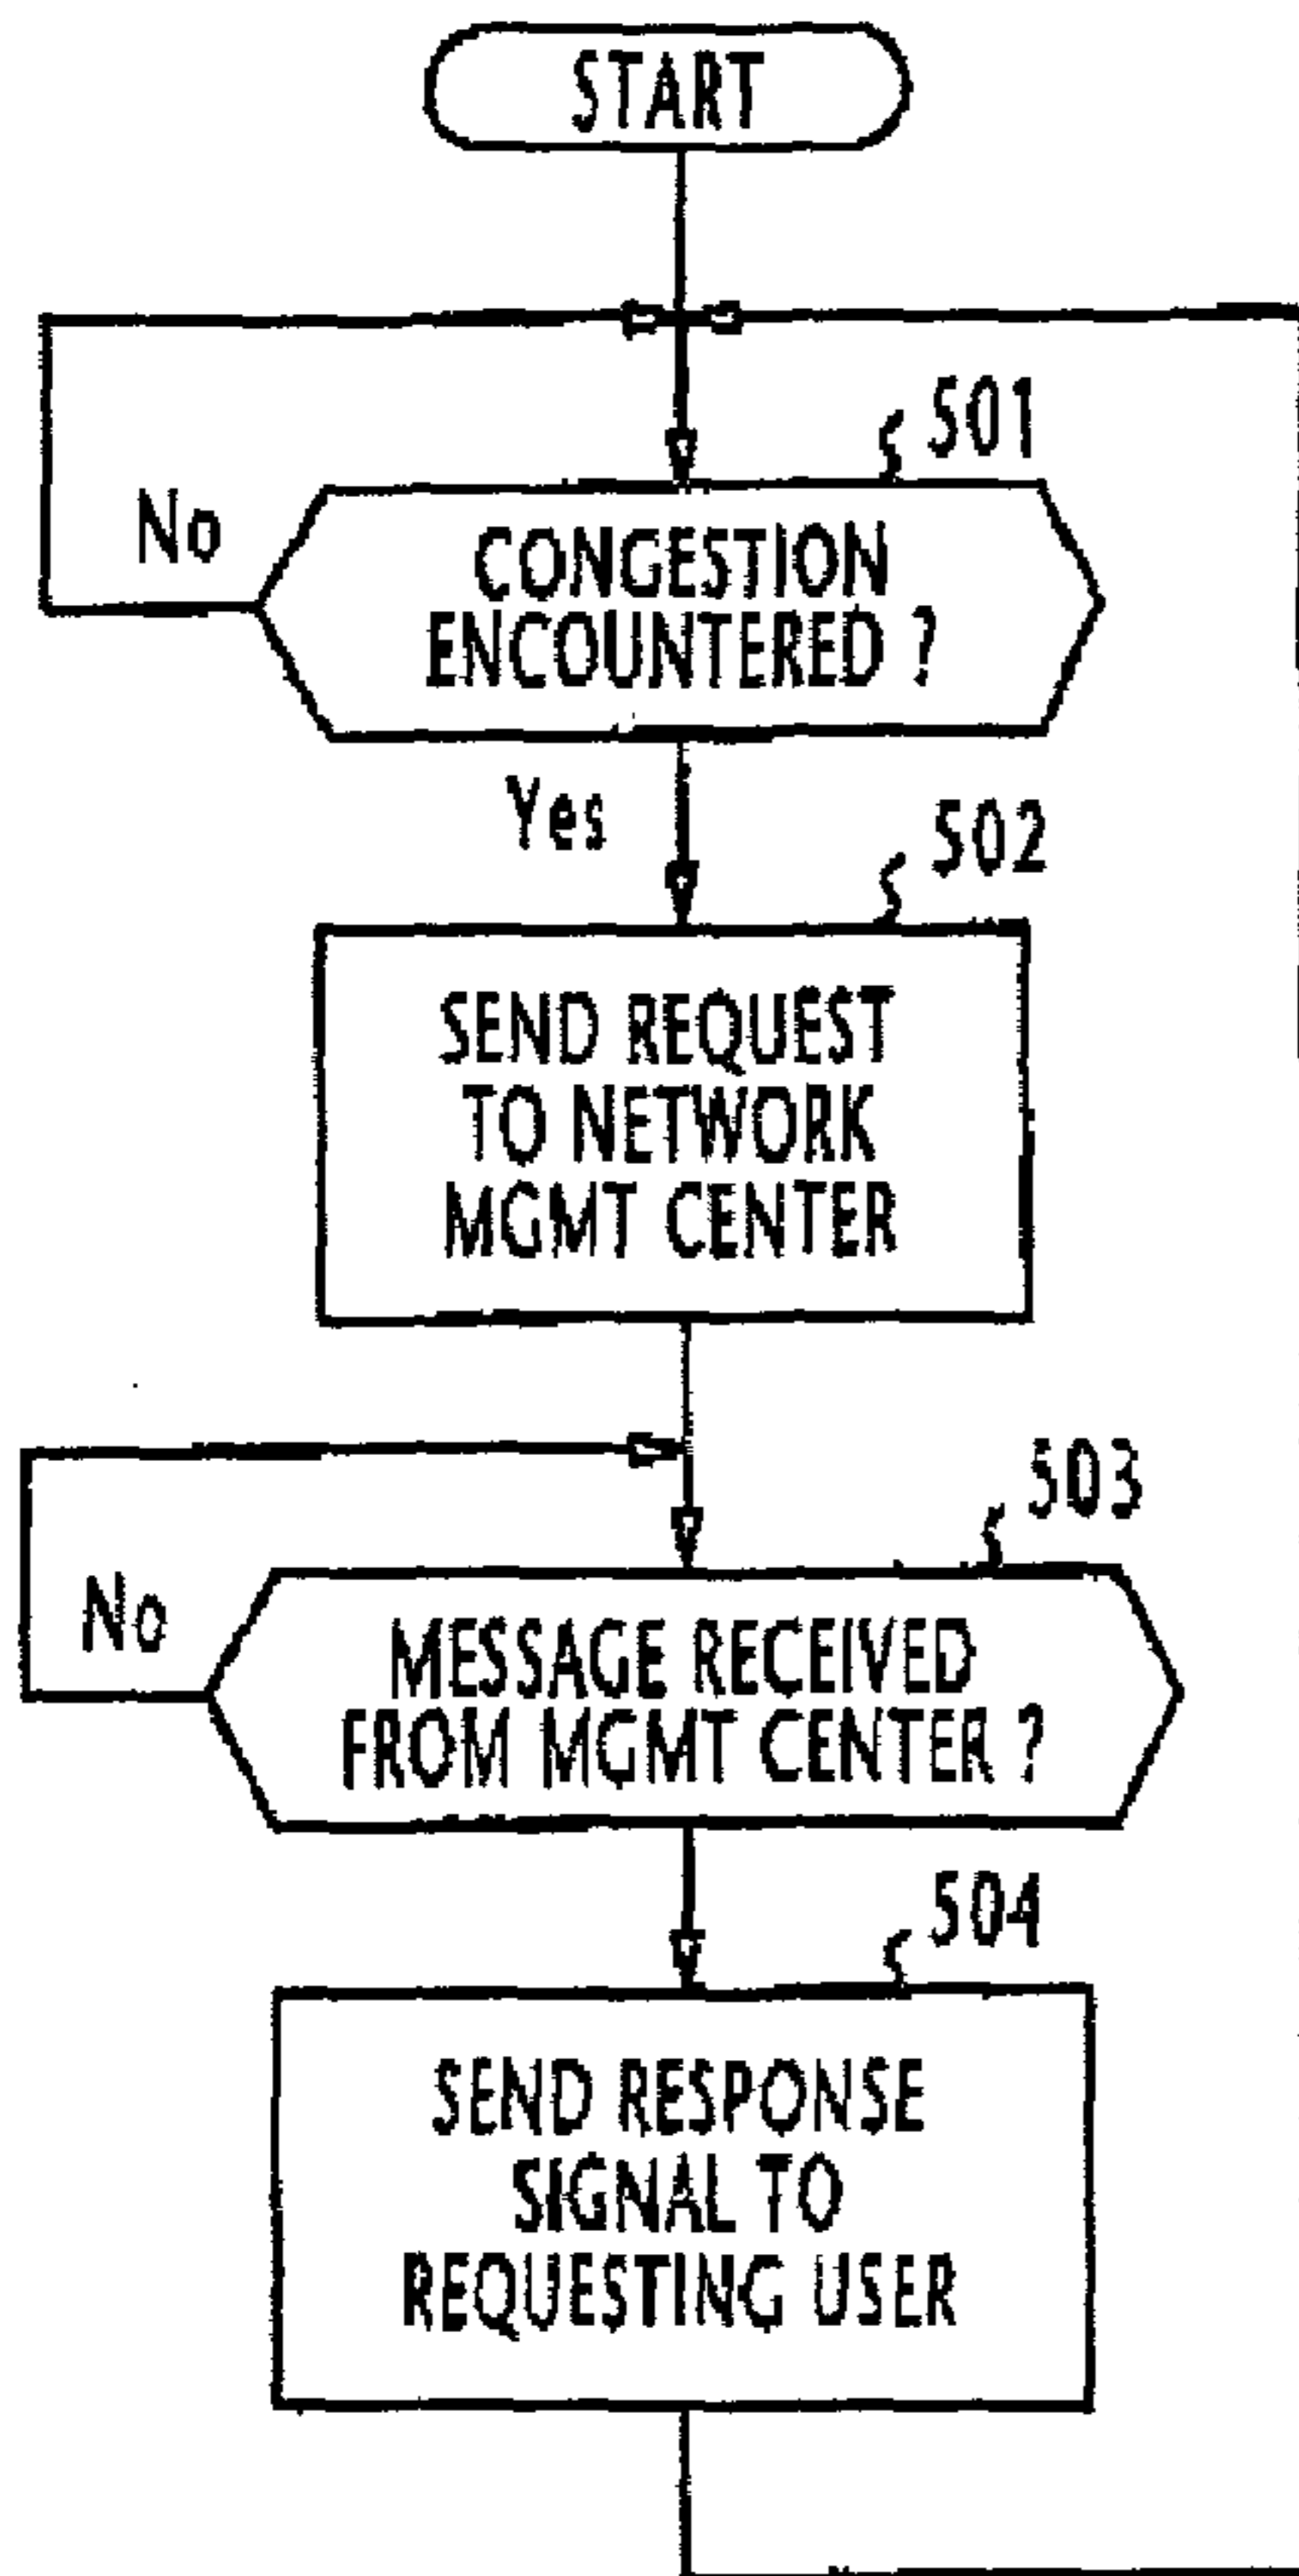 START
501
No
CONGESTION
ENCOUNTERED ?
Yes
502
SEND REQUEST
TO NETWORK
MGMT CENTER
503
No
MESSAGE RECEIVED
FROM MGMT CENTER ?
504
SEND RESPONSE
SIGNAL TO
REQUESTING USER